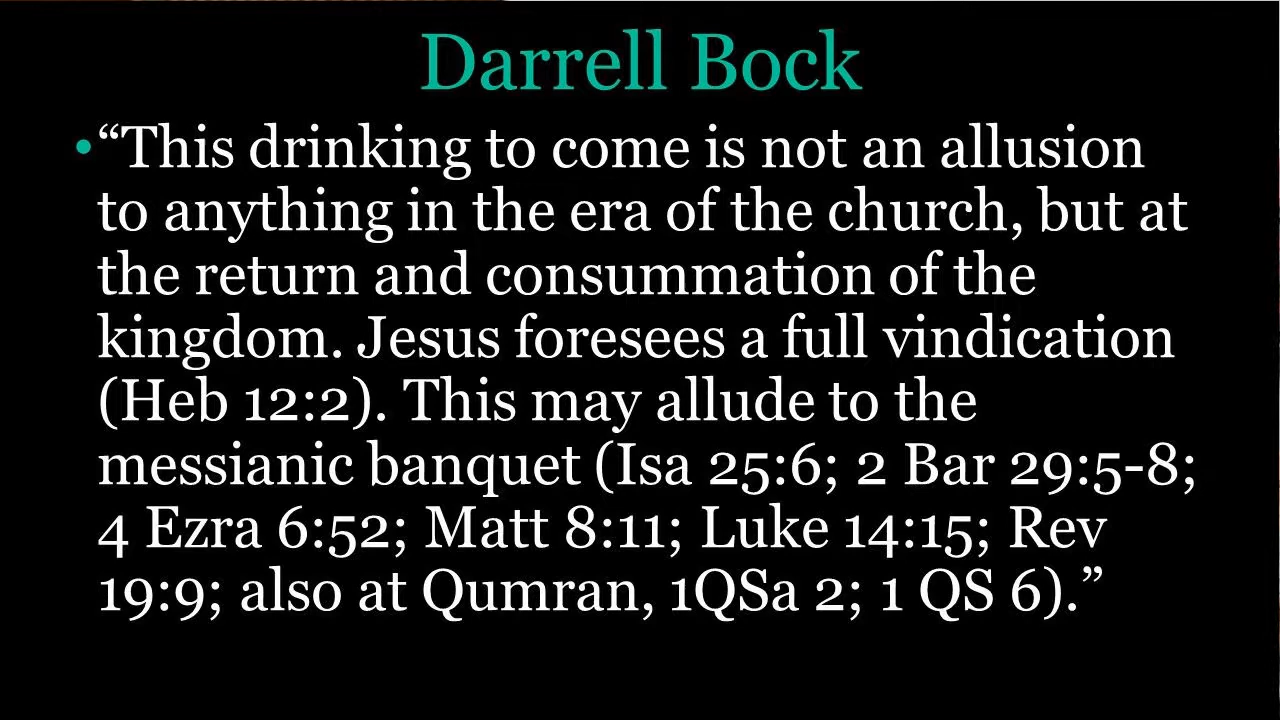 Darrell Bock
•“This drinking to come is not an allusion
to anything in the era of the church, but at
the return and consummation of the
kingdom. Jesus foresees a full vindication
(Heb 12:2). This may allude to the
messianic banquet (Isa 25:6; 2 Bar 29:5-8;
4 Ezra 6:52; Matt 8:11; Luke 14:15; Rev
19:9; also at Qumran, 1QSa 2; 1 QS 6).”